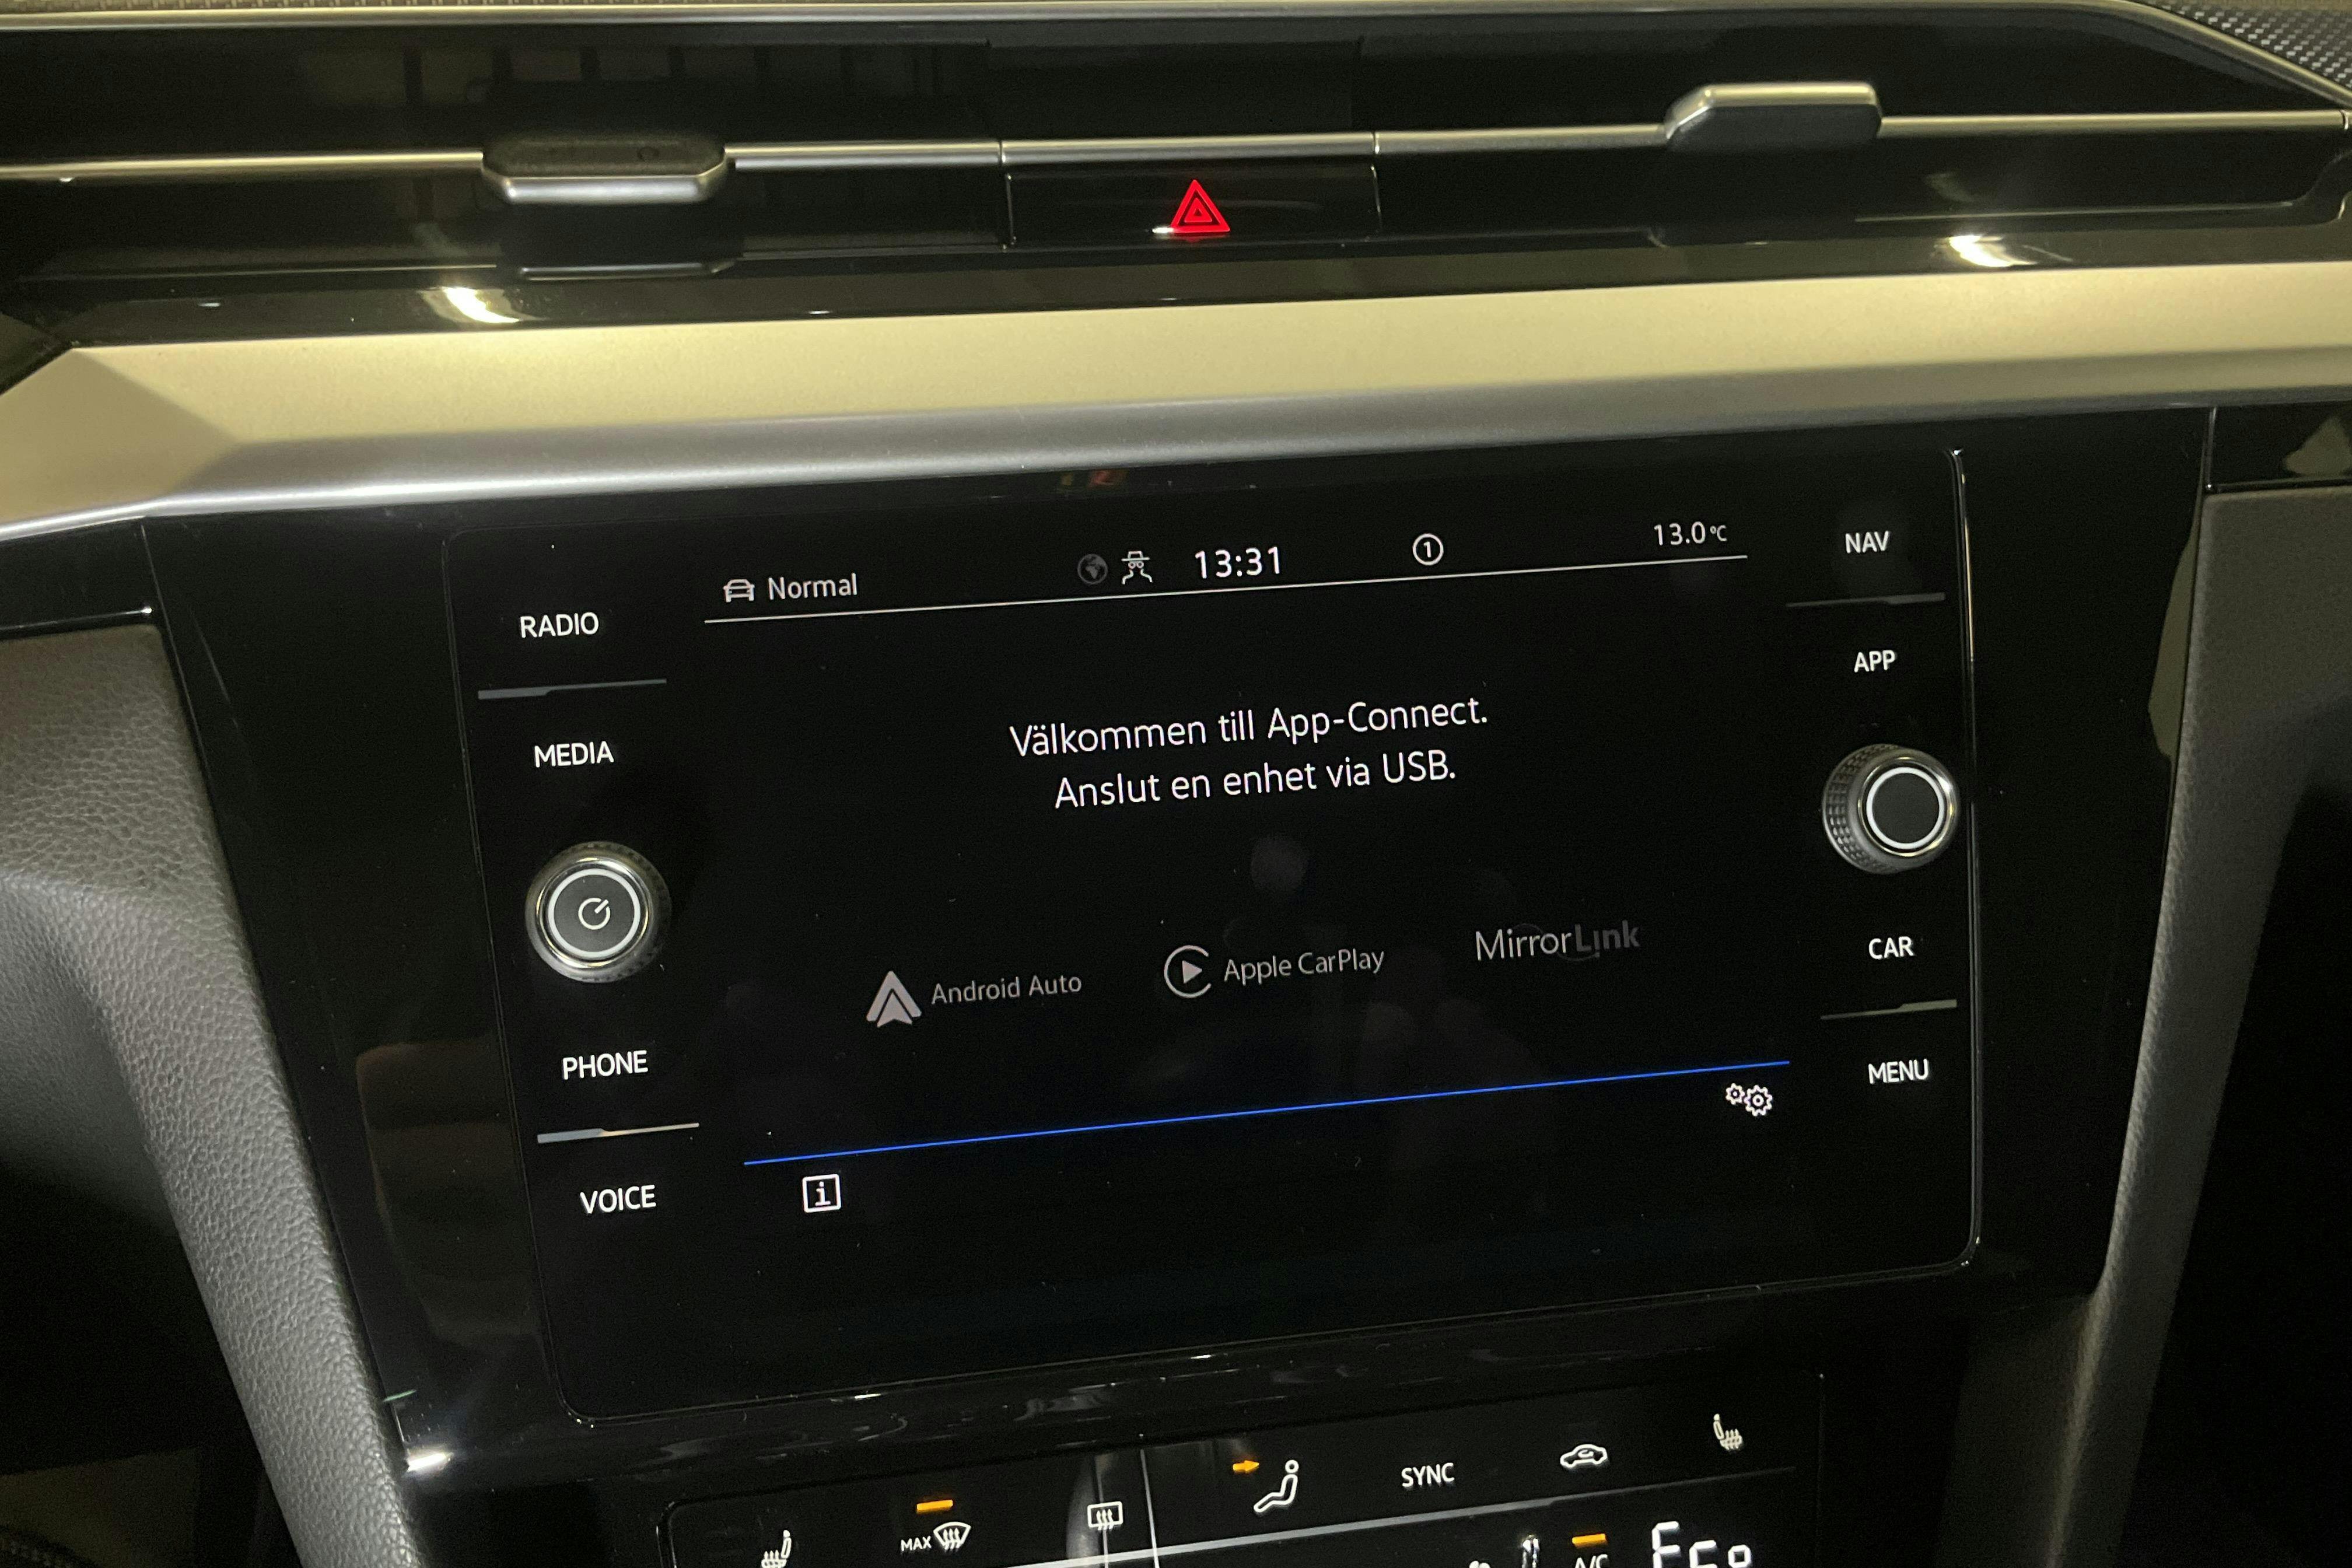 Normal
13:31
1
13.0°C
NAV
RADIO
APP
Välkommen till App-Connect.
Anslut en enhet via USB.
MEDIA
Android Auto
Apple CarPlay
MirrorLink
CAR
PHONE
MENU
VOICE
i
MAX
SYNC
A/C